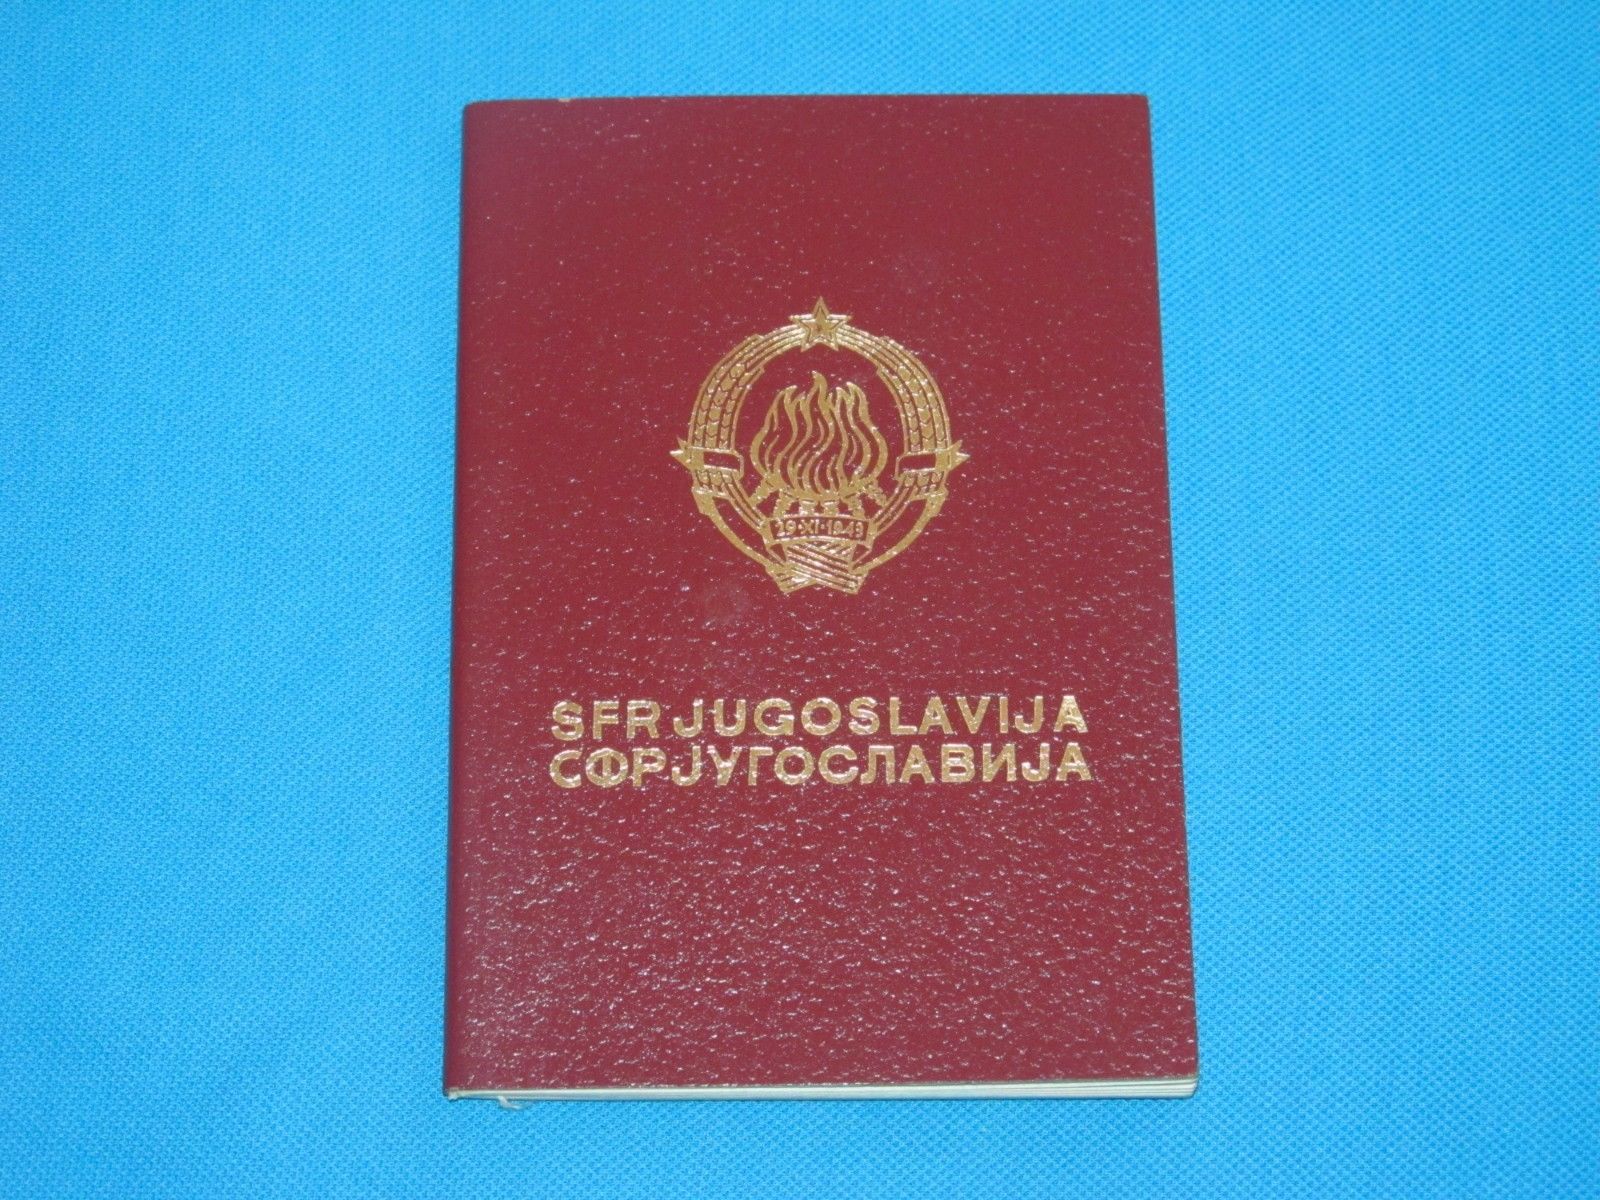 29·XI·1943
SFR JUGOSLAVIJA
СФР ЈУГОСЛАВИЈА